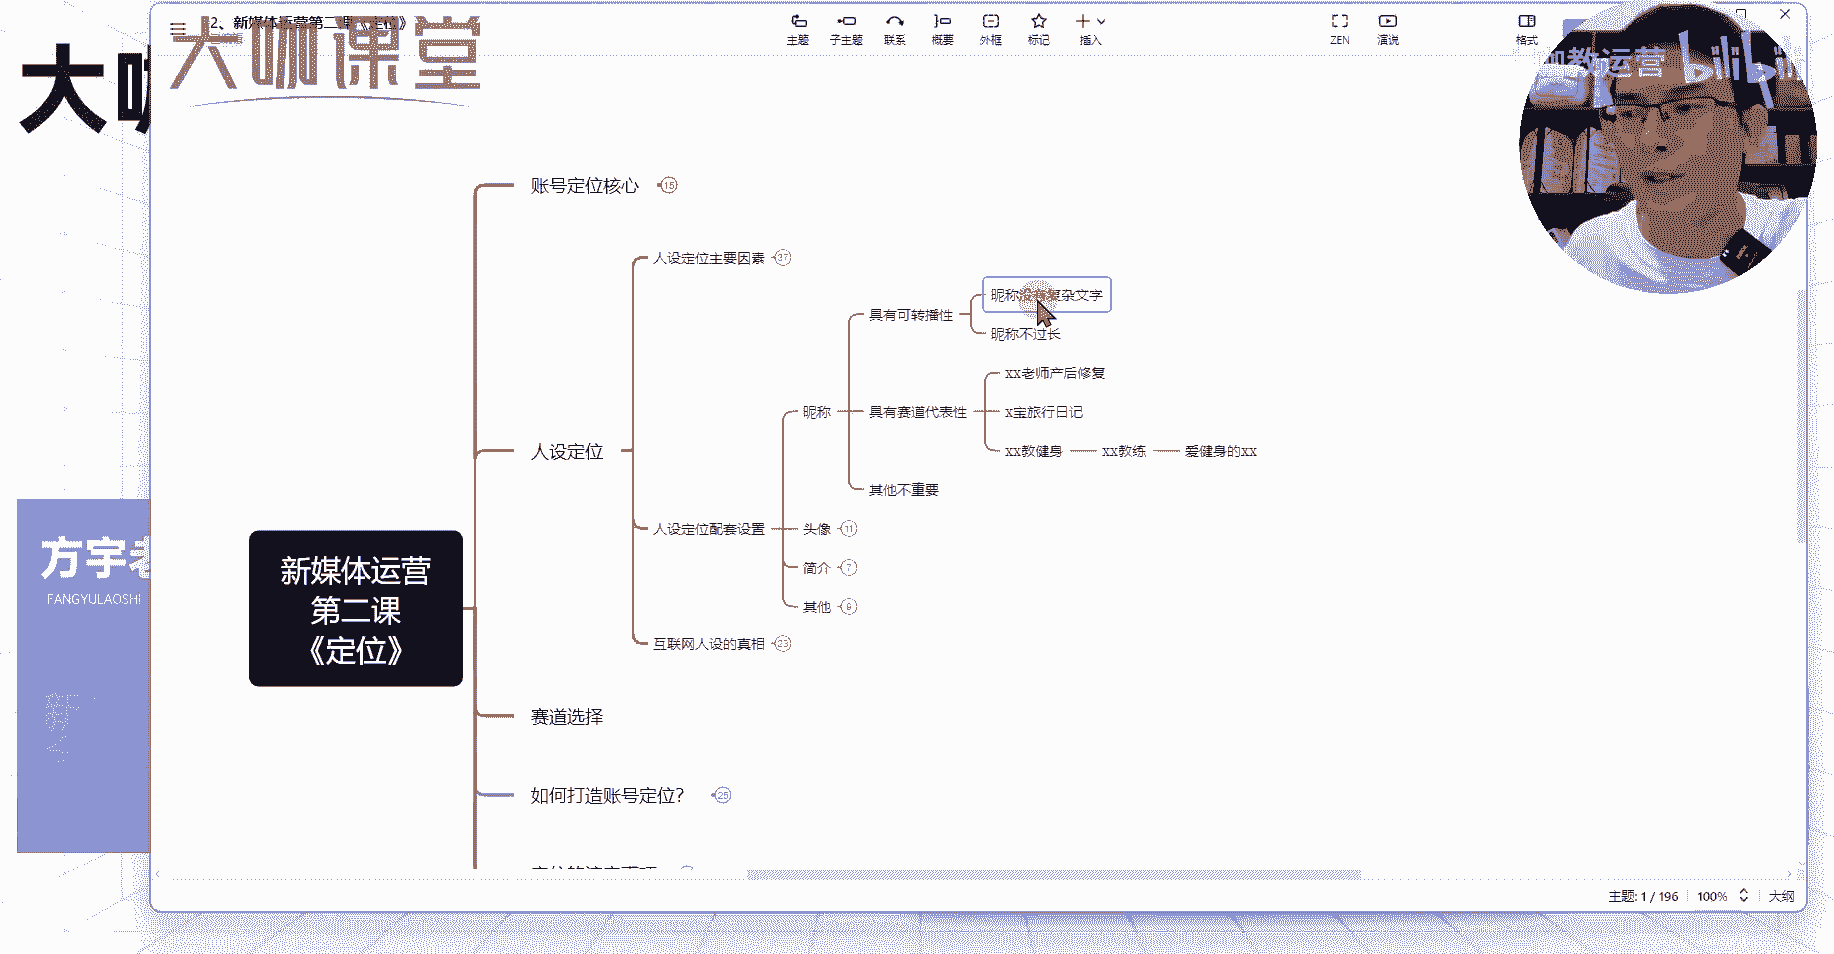 大咖
2、新媒体运营第二课《定位》
大咖课堂
主题
子主题
联系
概要
外框
标记
插入
ZEN
演说
格式
咖教运营 bilibili
账号定位核心
15
人设定位
人设定位主要因素
37
人设定位配套设置
昵称
具有可转播性
昵称没有复杂文字
昵称不过长
具有赛道代表性
xx老师产后修复
x宝旅行日记
xx教健身
xx教练
爱健身的xx
其他不重要
头像
11
简介
7
其他
9
互联网人设的真相
23
新媒体运营
第二课
《定位》
赛道选择
如何打造账号定位？
25
方宇老
FANGYULAOSHI
主题: 1 / 196
100%
大纲